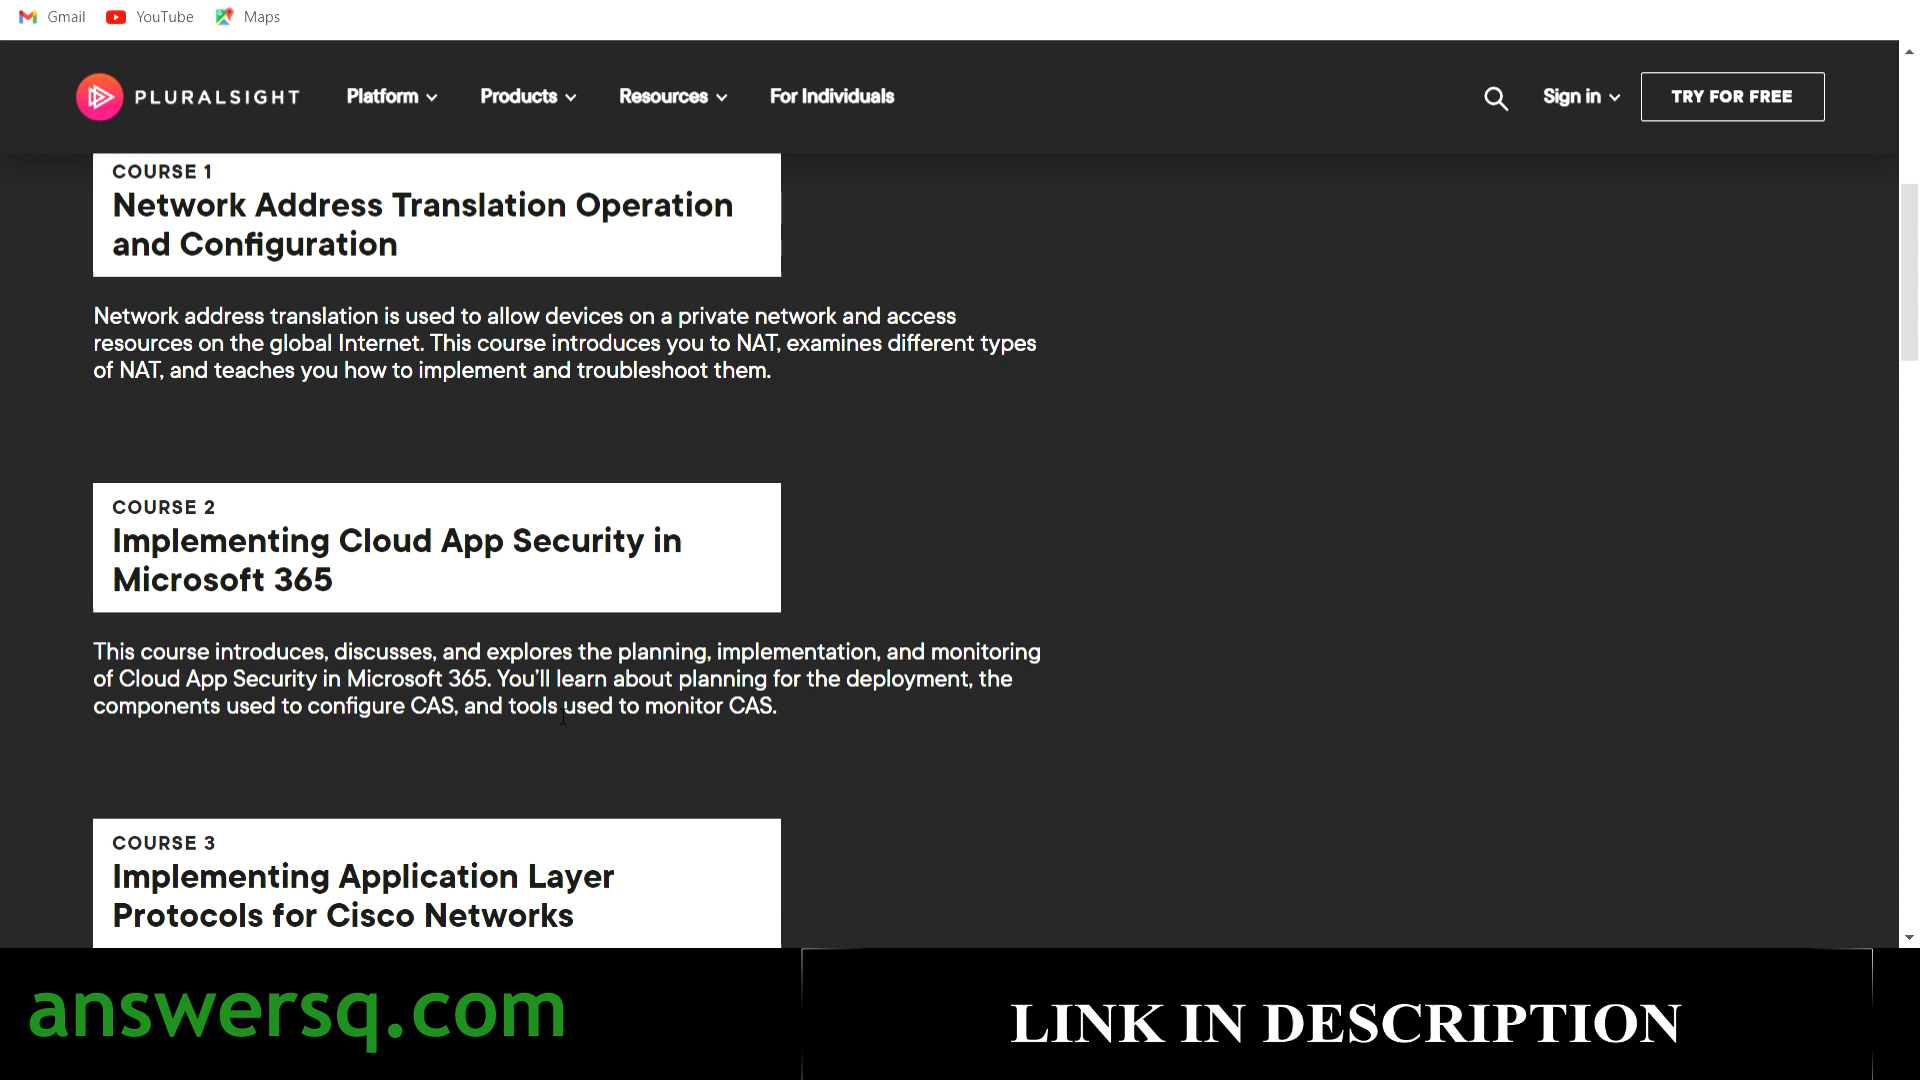 Gmail YouTube Maps
PLURALSIGHT Platform Products Resources For Individuals Sign in TRY FOR FREE
COURSE 1
Network Address Translation Operation
and Configuration
Network address translation is used to allow devices on a private network and access
resources on the global Internet. This course introduces you to NAT, examines different types
of NAT, and teaches you how to implement and troubleshoot them.
COURSE 2
Implementing Cloud App Security in
Microsoft 365
This course introduces, discusses, and explores the planning, implementation, and monitoring
of Cloud App Security in Microsoft 365. You'll learn about planning for the deployment, the
components used to configure CAS, and tools used to monitor CAS.
COURSE 3
Implementing Application Layer
Protocols for Cisco Networks
answersq.com
LINK IN DESCRIPTION